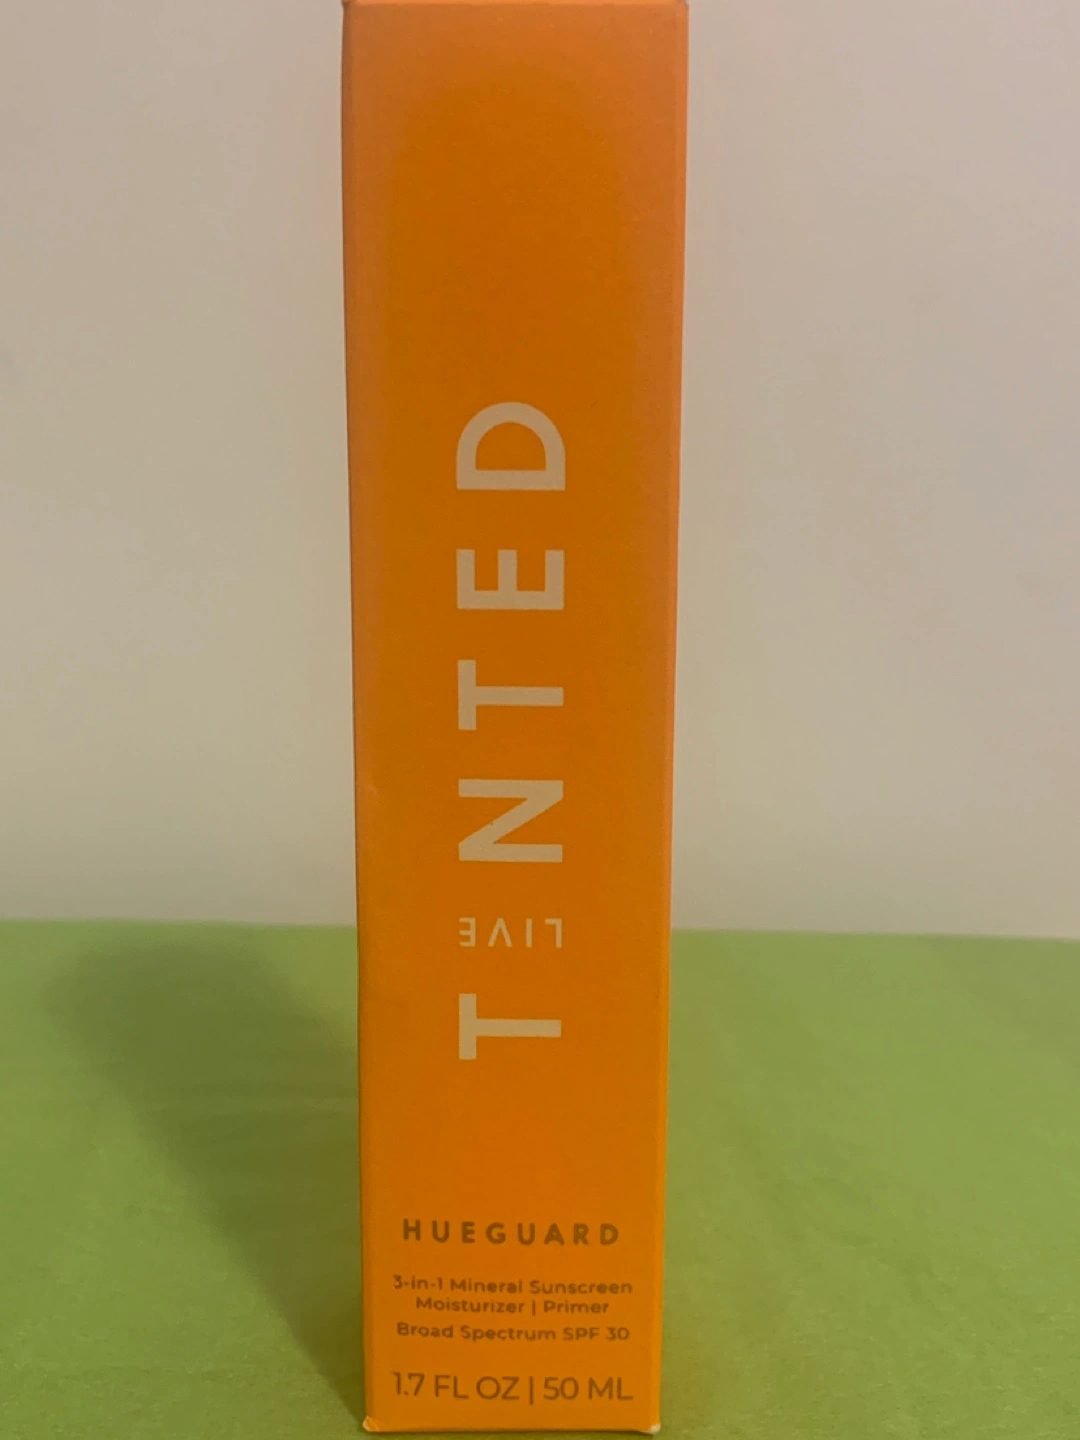 T LIVE NTED
HUEGUARD
3-in-1 Mineral Sunscreen
Moisturizer | Primer
Broad Spectrum SPF 30
1.7 FL OZ | 50 ML